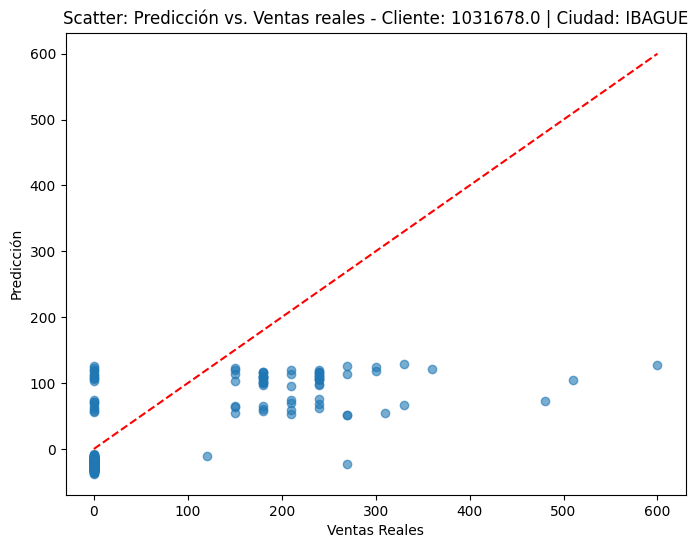 Scatter: Predicción vs. Ventas reales - Cliente: 1031678.0 | Ciudad: IBAGUE
600
500
400
300
200
100
0
Predicción
0 100 200 300 400 500 600
Ventas Reales